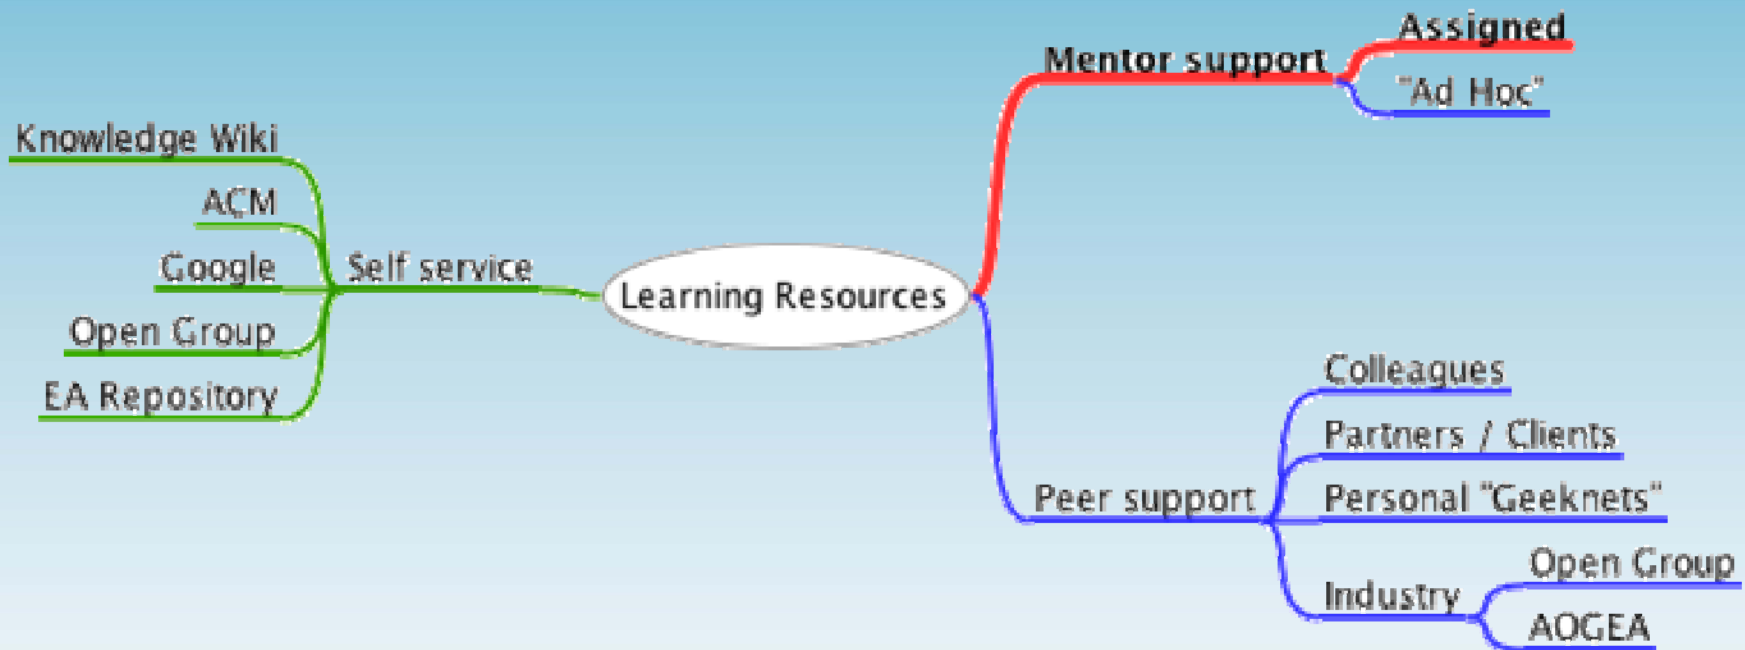 Learning Resources
Mentor support
Assigned
"Ad Hoc"
Peer support
Colleagues
Partners / Clients
Personal "Geeknets"
Industry
Open Group
AOGEA
Self service
Knowledge Wiki
ACM
Google
Open Group
EA Repository